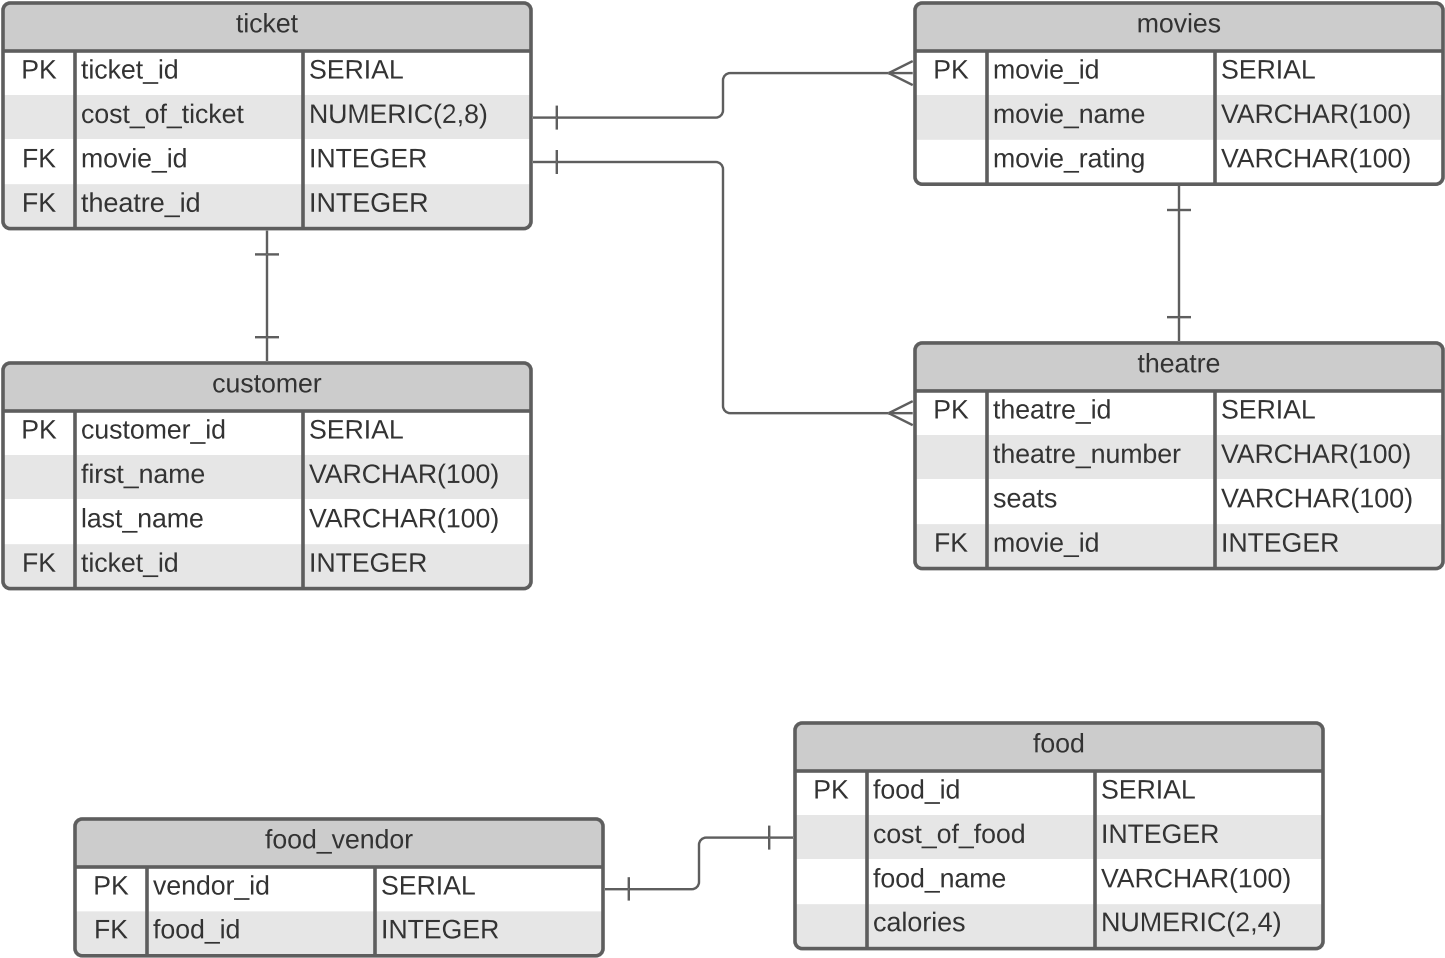 ticket
PK ticket_id SERIAL
cost_of_ticket NUMERIC(2,8)
FK movie_id INTEGER
FK theatre_id INTEGER
movies
PK movie_id SERIAL
movie_name VARCHAR(100)
movie_rating VARCHAR(100)
customer
PK customer_id SERIAL
first_name VARCHAR(100)
last_name VARCHAR(100)
FK ticket_id INTEGER
theatre
PK theatre_id SERIAL
theatre_number VARCHAR(100)
seats VARCHAR(100)
FK movie_id INTEGER
food_vendor
PK vendor_id SERIAL
FK food_id INTEGER
food
PK food_id SERIAL
cost_of_food INTEGER
food_name VARCHAR(100)
calories NUMERIC(2,4)